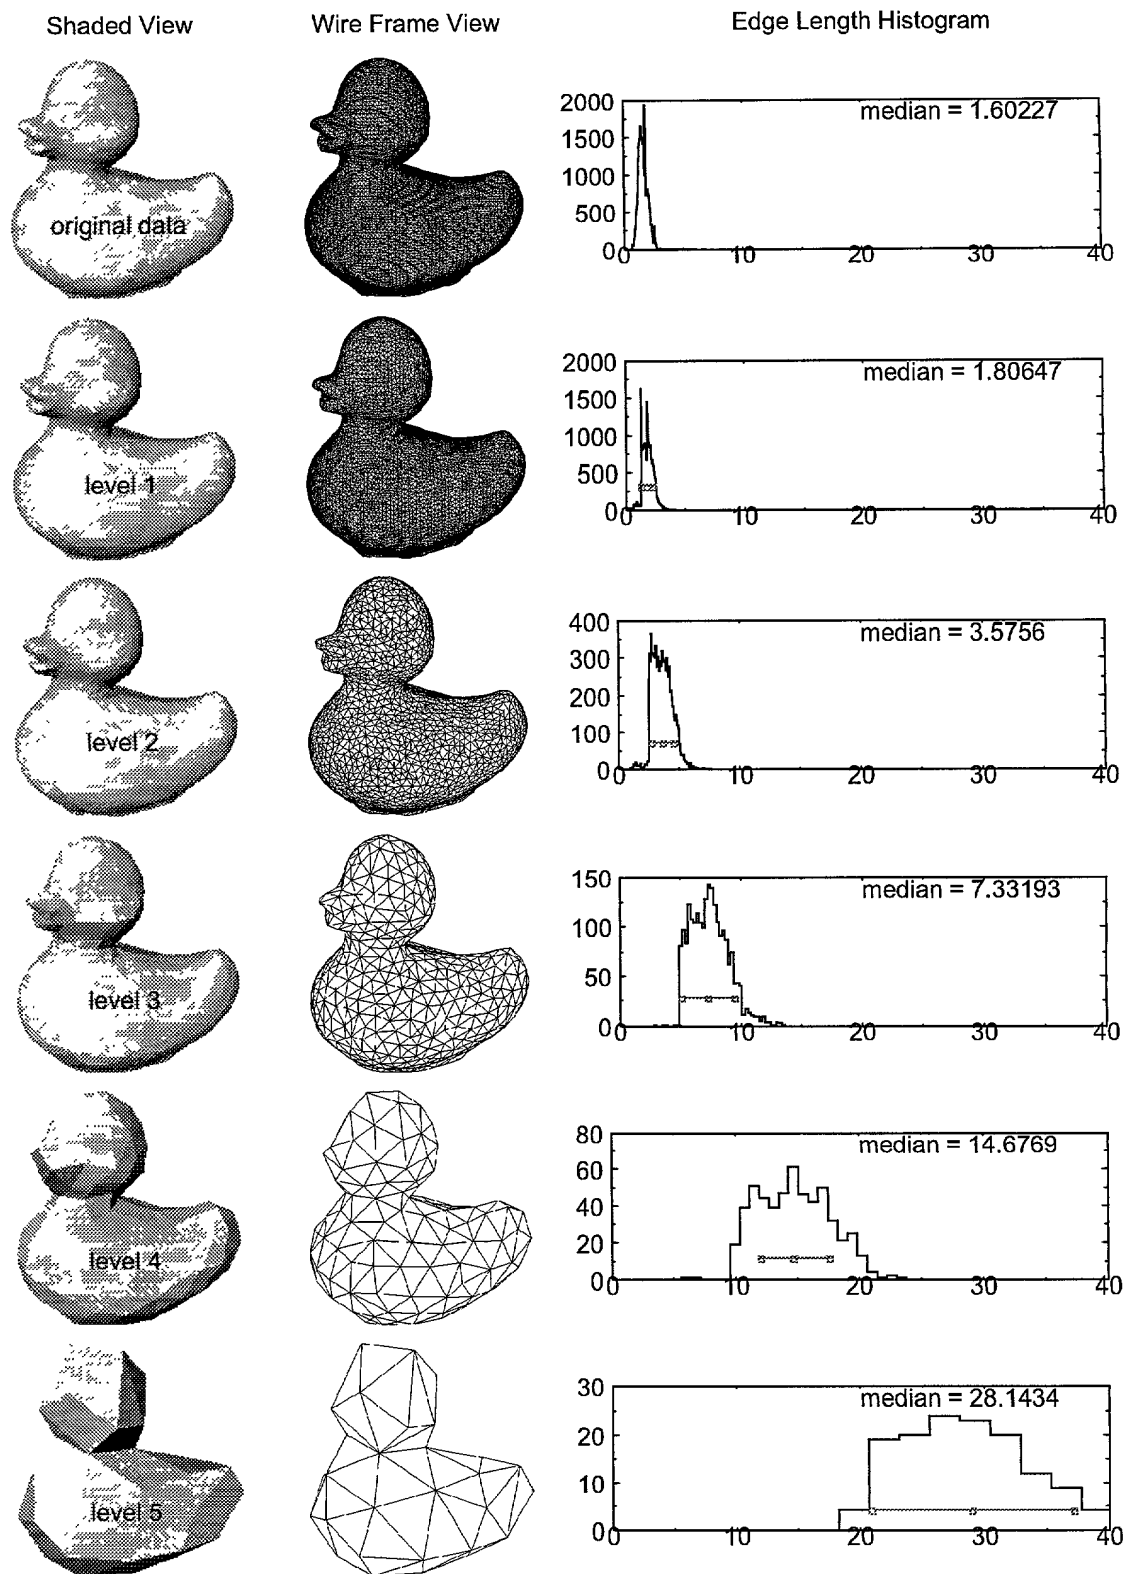 Shaded View
Wire Frame View
Edge Length Histogram
original data
2000
1500
1000
500
0
median = 1.60227
0 10 20 30 40
level 1
2000
1500
1000
500
0
median = 1.80647
0 10 20 30 40
level 2
400
300
200
100
0
median = 3.5756
0 10 20 30 40
level 3
150
100
50
0
median = 7.33193
0 10 20 30 40
level 4
80
60
40
20
0
median = 14.6769
10 20 30 40
level 5
30
20
10
0
median = 28.1434
10 20 30 40